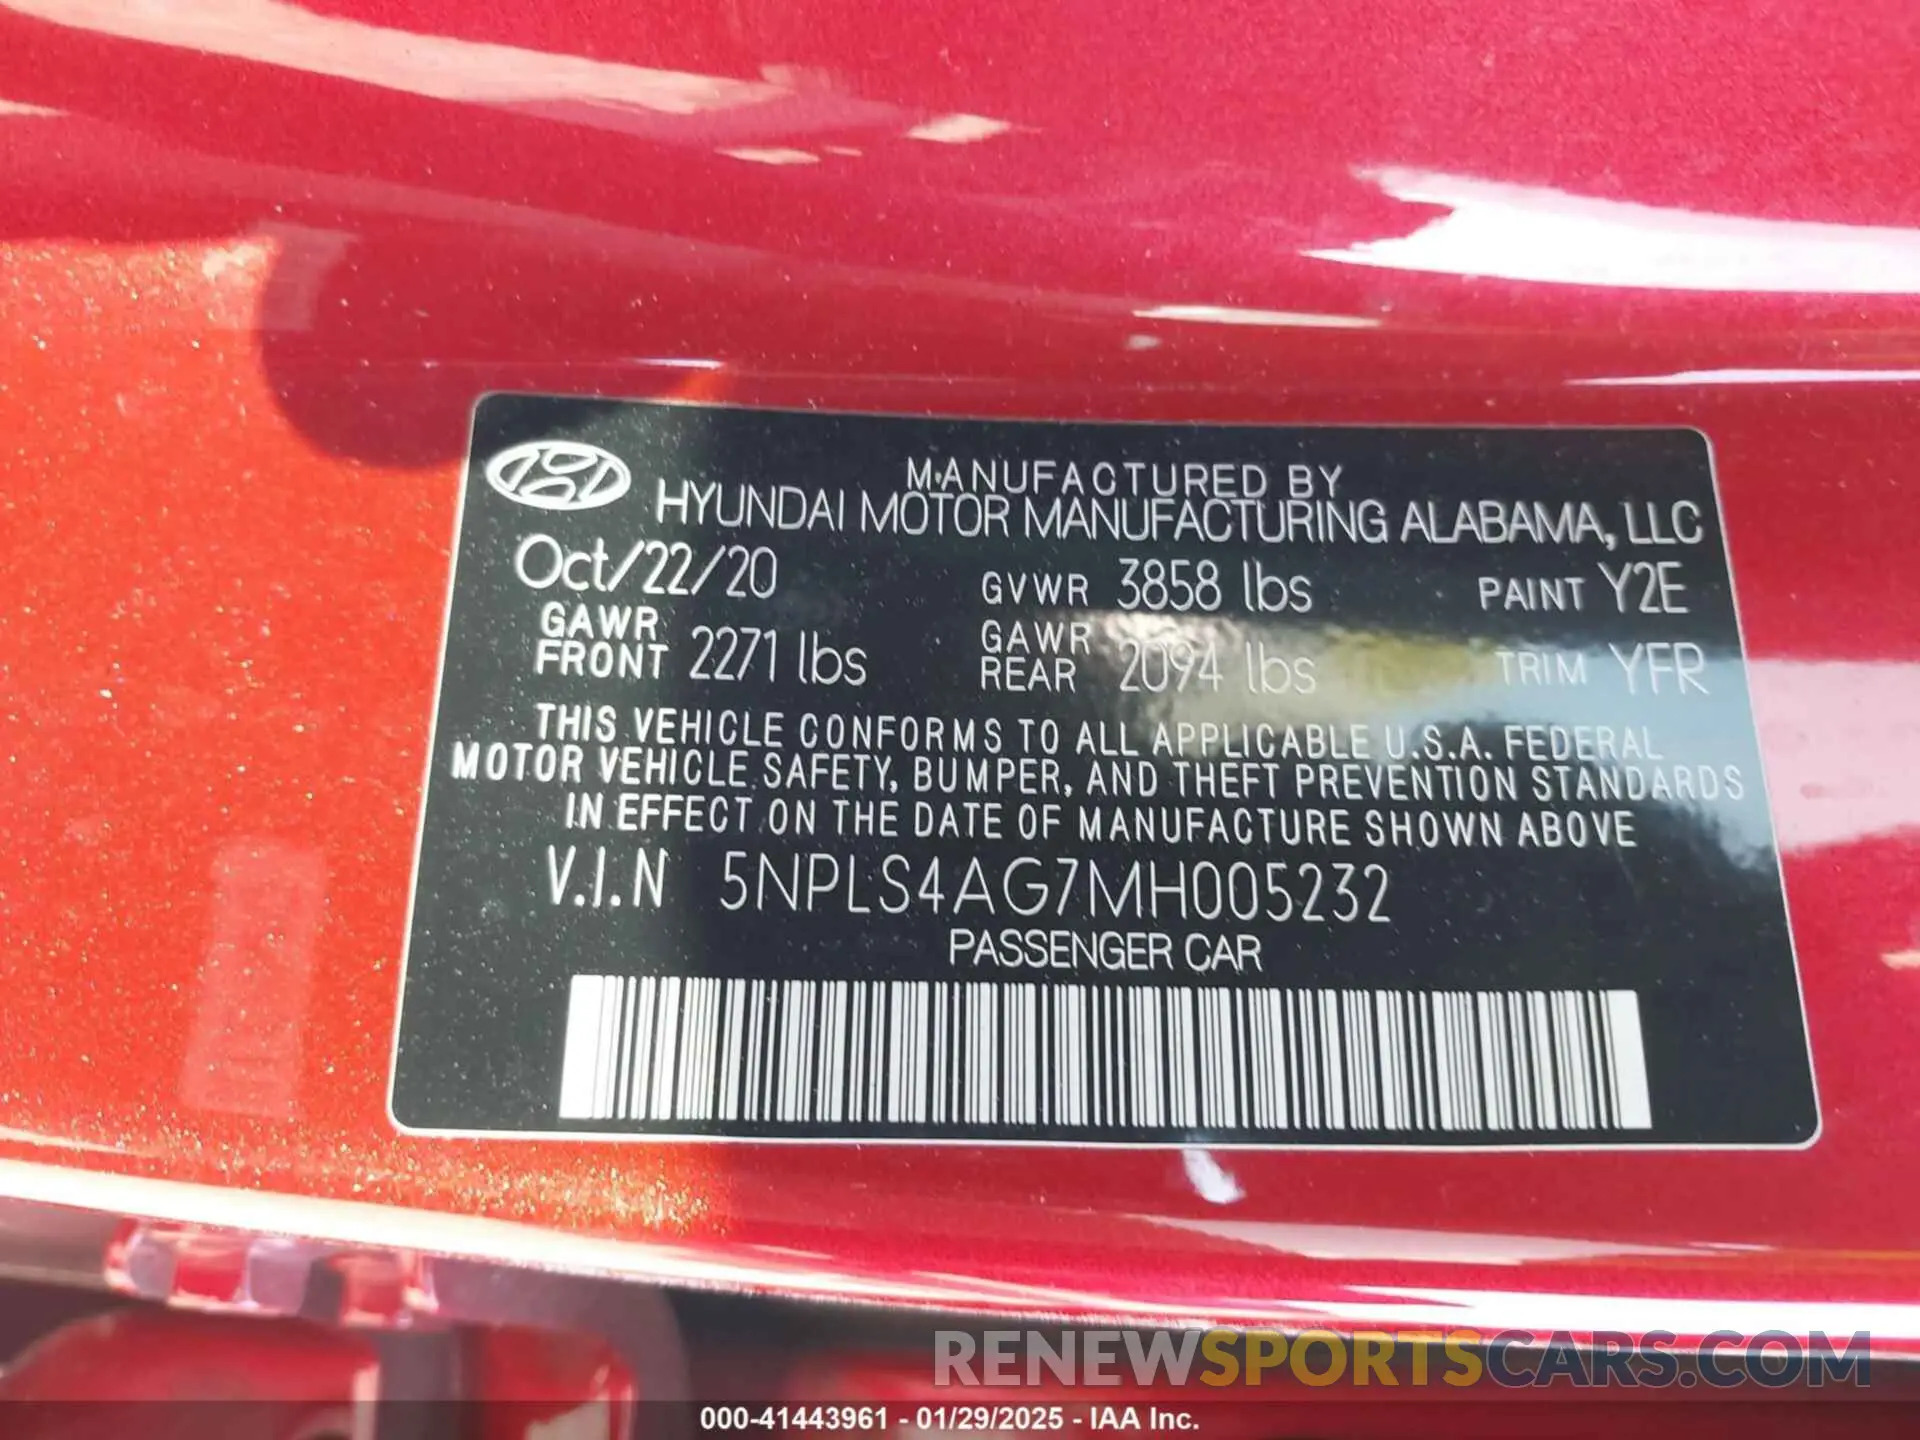 MANUFACTURED BY
HYUNDAI MOTOR MANUFACTURING ALABAMA, LLC
Oct/22/20 GVWR 3858 lbs PAINT Y2E
GAWR FRONT 2271 lbs GAWR REAR 2094 lbs TRIM YFR
THIS VEHICLE CONFORMS TO ALL APPLICABLE U.S.A. FEDERAL
MOTOR VEHICLE SAFETY, BUMPER, AND THEFT PREVENTION STANDARDS
IN EFFECT ON THE DATE OF MANUFACTURE SHOWN ABOVE
V.I.N 5NPLS4AG7MH005232
PASSENGER CAR
RENEWSPORTSCARS.COM
000-41443961 - 01/29/2025 - IAA Inc.